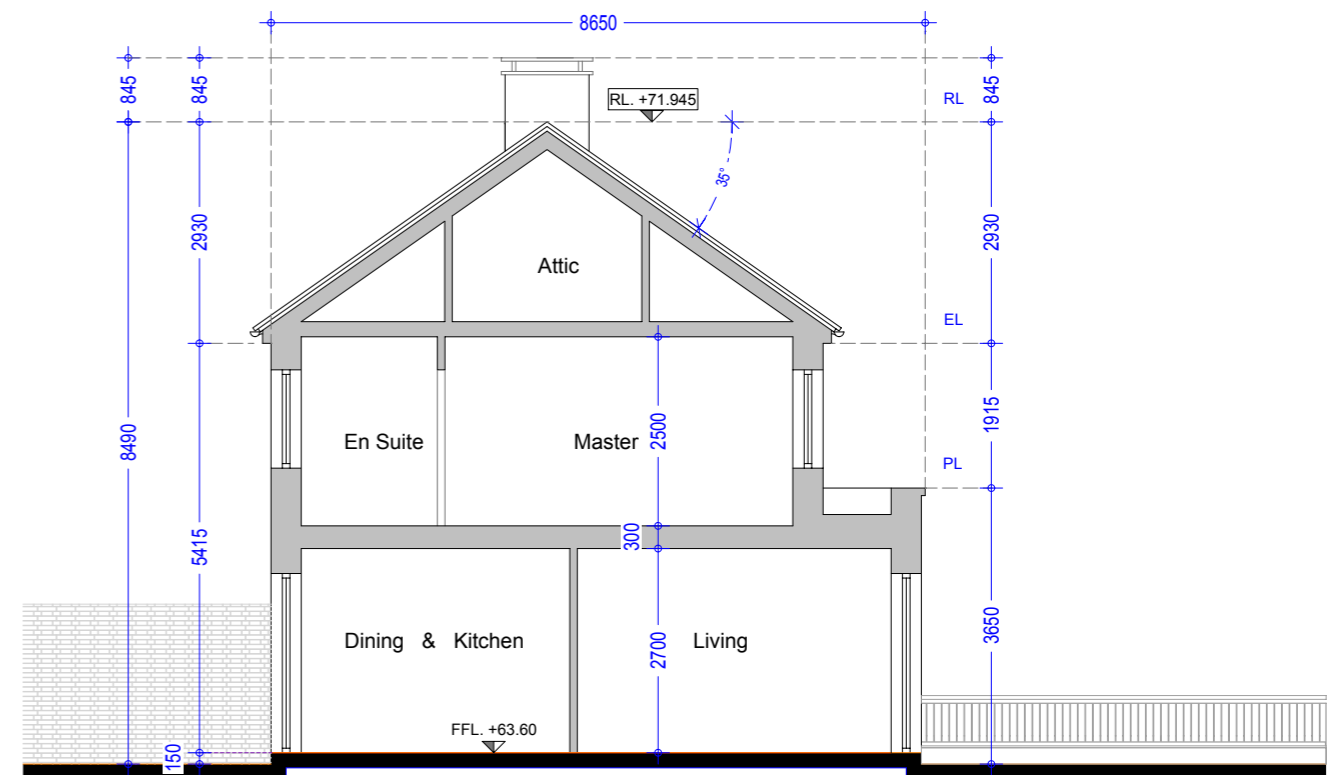 8650
845
845
RL. +71.945
RL
845
35°
2930
2930
Attic
EL
8490
En Suite
Master
2500
1915
PL
5415
300
Dining & Kitchen
Living
2700
3650
FFL. +63.60
150